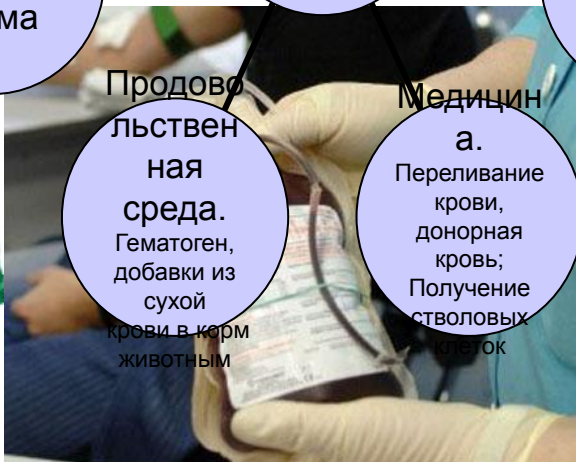 ма
Продово
льствен
ная
среда.
Гематоген,
добавки из
сухой
крови в корм
животным
Медицин
а.
Переливание
крови,
донорная
кровь;
Получение
стволовых
клеток